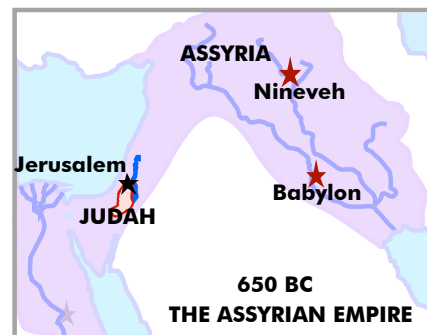 ASSYRIA
Nineveh
Jerusalem
Babylon
JUDAH
650 BC
THE ASSYRIAN EMPIRE